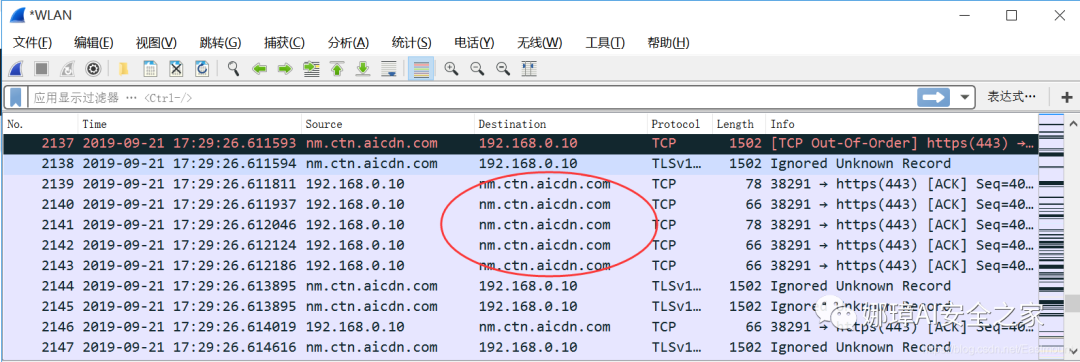 *WLAN
文件(F) 编辑(E) 视图(V) 跳转(G) 捕获(C) 分析(A) 统计(S) 电话(Y) 无线(W) 工具(T) 帮助(H)
应用显示过滤器 … <Ctrl-/> 表达式… +
No. Time Source Destination Protocol Length Info
2137 2019-09-21 17:29:26.611593 nm.ctn.aicdn.com 192.168.0.10 TCP 1502 [TCP Out-Of-Order] https(443) →…
2138 2019-09-21 17:29:26.611594 nm.ctn.aicdn.com 192.168.0.10 TLSv1… 1502 Ignored Unknown Record
2139 2019-09-21 17:29:26.611811 192.168.0.10 nm.ctn.aicdn.com TCP 78 38291 → https(443) [ACK] Seq=40…
2140 2019-09-21 17:29:26.611937 192.168.0.10 nm.ctn.aicdn.com TCP 66 38291 → https(443) [ACK] Seq=40…
2141 2019-09-21 17:29:26.612046 192.168.0.10 nm.ctn.aicdn.com TCP 78 38291 → https(443) [ACK] Seq=40…
2142 2019-09-21 17:29:26.612124 192.168.0.10 nm.ctn.aicdn.com TCP 66 38291 → https(443) [ACK] Seq=40…
2143 2019-09-21 17:29:26.612186 192.168.0.10 nm.ctn.aicdn.com TCP 66 38291 → https(443) [ACK] Seq=40…
2144 2019-09-21 17:29:26.613895 nm.ctn.aicdn.com 192.168.0.10 TLSv1… 1502 Ignored Unknown Record
2145 2019-09-21 17:29:26.613895 nm.ctn.aicdn.com 192.168.0.10 TLSv1… 1502 Ignored Unknown Record
2146 2019-09-21 17:29:26.614019 192.168.0.10 nm.ctn.aicdn.com TCP 66 38291 → https(443) [ACK] Seq=40…
2147 2019-09-21 17:29:26.614616 nm.ctn.aicdn.com 192.168.0.10 TLSv1… 1502 Ignored Unknown Record
娜璋AI安全之家